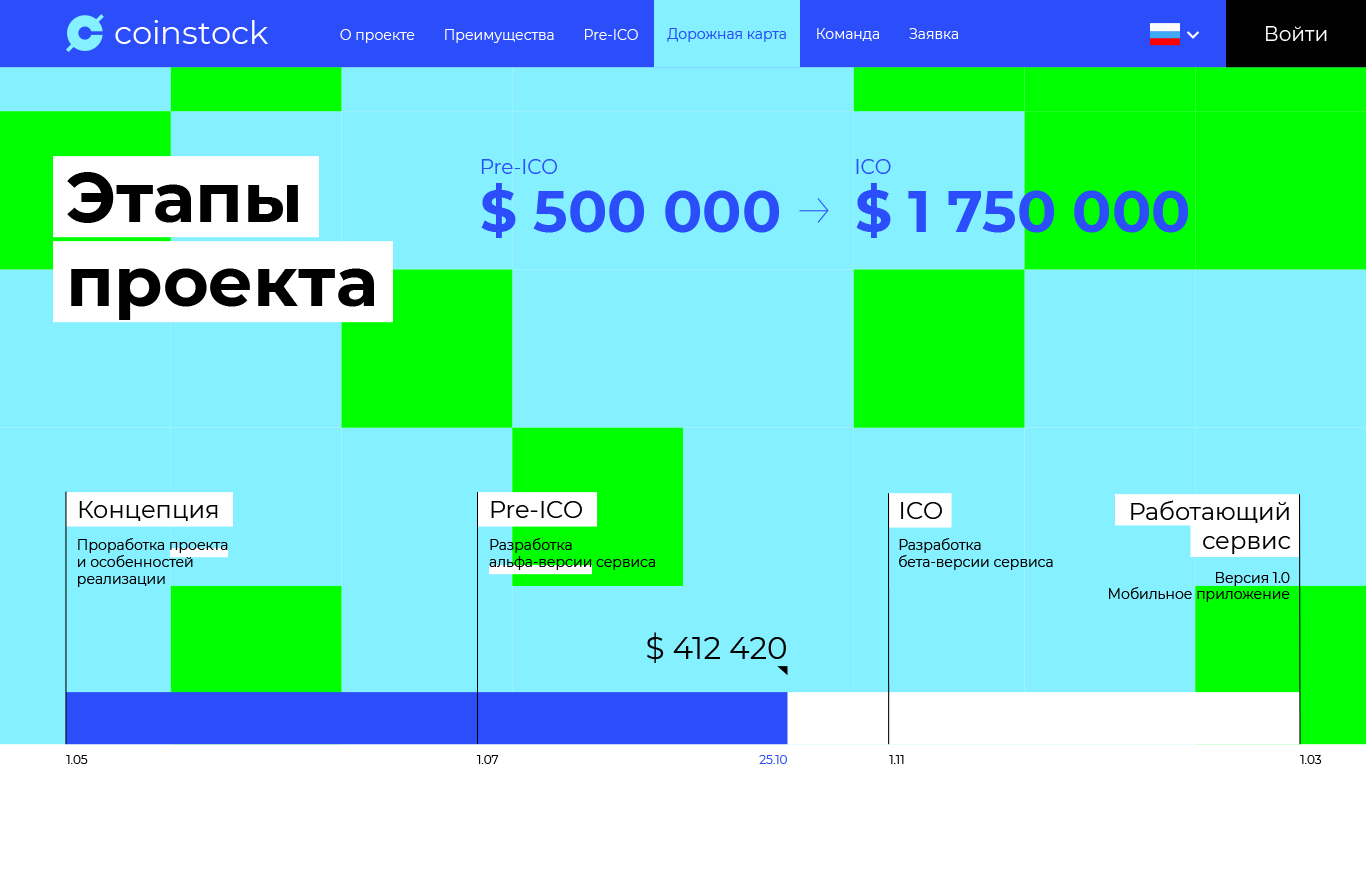 coinstock
О проекте
Преимущества
Pre-ICO
Дорожная карта
Команда
Заявка
Войти
Этапы
проекта
Pre-ICO
$ 500 000
ICO
$ 1 750 000
Концепция
Проработка проекта
и особенностей
реализации
Pre-ICO
Разработка
альфа-версии сервиса
ICO
Разработка
бета-версии сервиса
Работающий
сервис
Версия 1.0
Мобильное приложение
$ 412 420
1.05
1.07
25.10
1.11
1.03